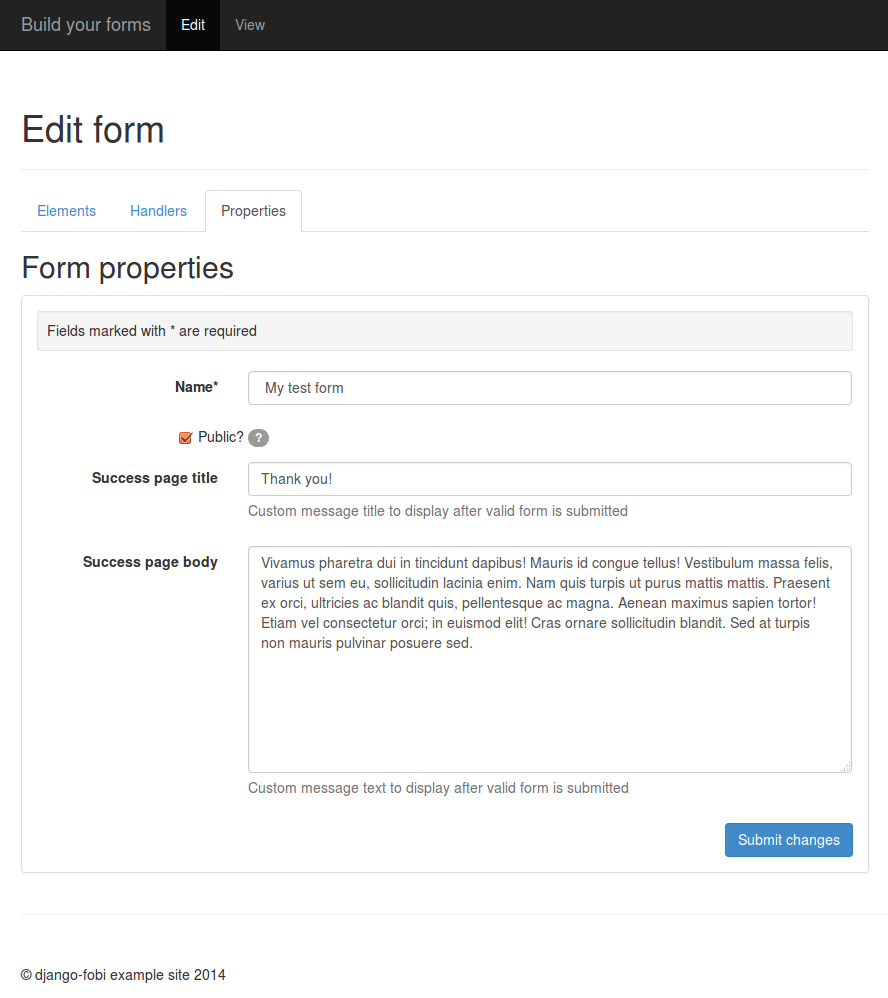 Build your forms Edit View
Edit form
Elements Handlers Properties
Form properties
Fields marked with * are required
Name* My test form
Public? ?
Success page title Thank you!
Custom message title to display after valid form is submitted
Success page body Vivamus pharetra dui in tincidunt dapibus! Mauris id congue tellus! Vestibulum massa felis,
varius ut sem eu, sollicitudin lacinia enim. Nam quis turpis ut purus mattis mattis. Praesent
ex orci, ultricies ac blandit quis, pellentesque ac magna. Aenean maximus sapien tortor!
Etiam vel consectetur orci; in euismod elit! Cras ornare sollicitudin blandit. Sed at turpis
non mauris pulvinar posuere sed.
Custom message text to display after valid form is submitted
Submit changes
© django-fobi example site 2014